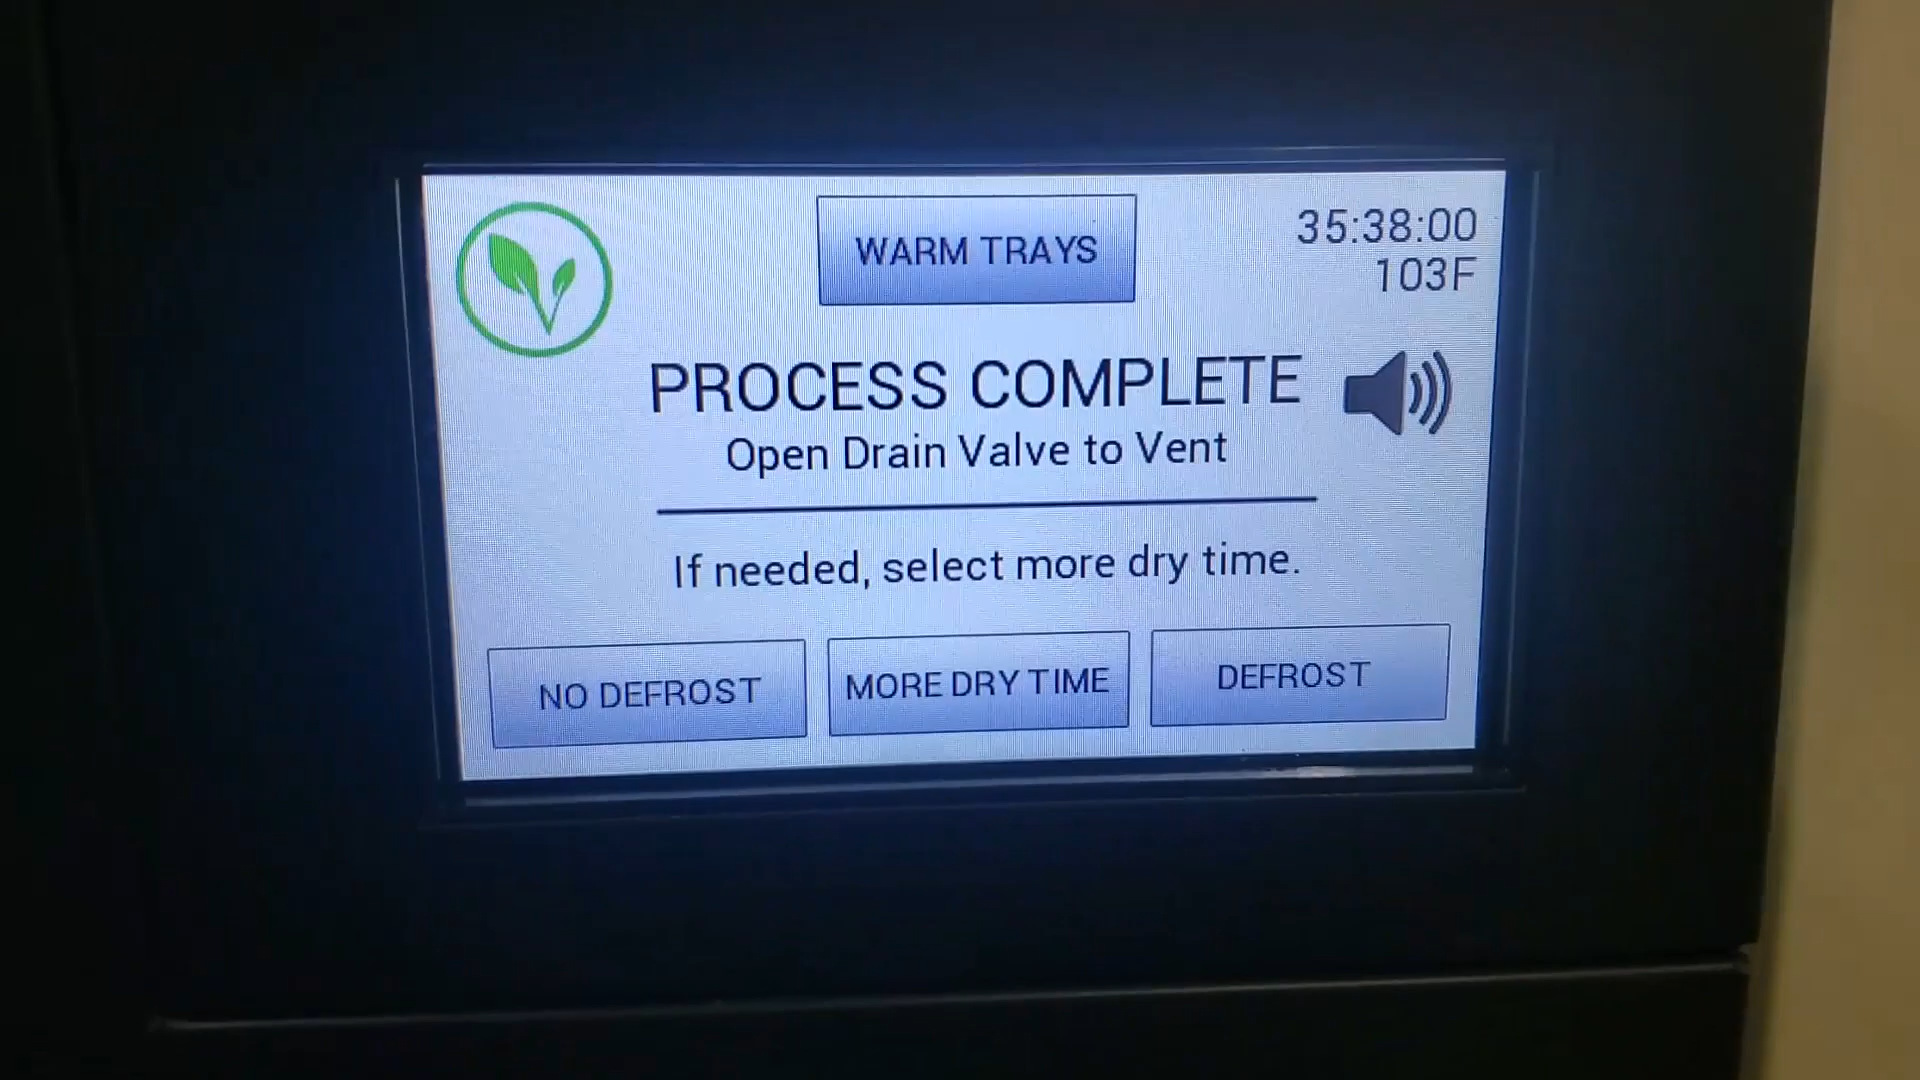 WARM TRAYS
35:38:00
103F
PROCESS COMPLETE
Open Drain Valve to Vent
If needed, select more dry time.
NO DEFROST
MORE DRY TIME
DEFROST